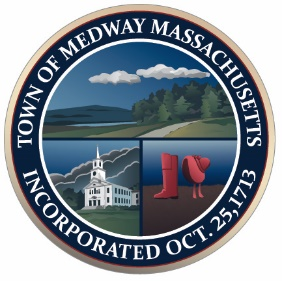 TOWN OF MEDWAY MASSACHUSETTS
INCORPORATED OCT. 25, 1713